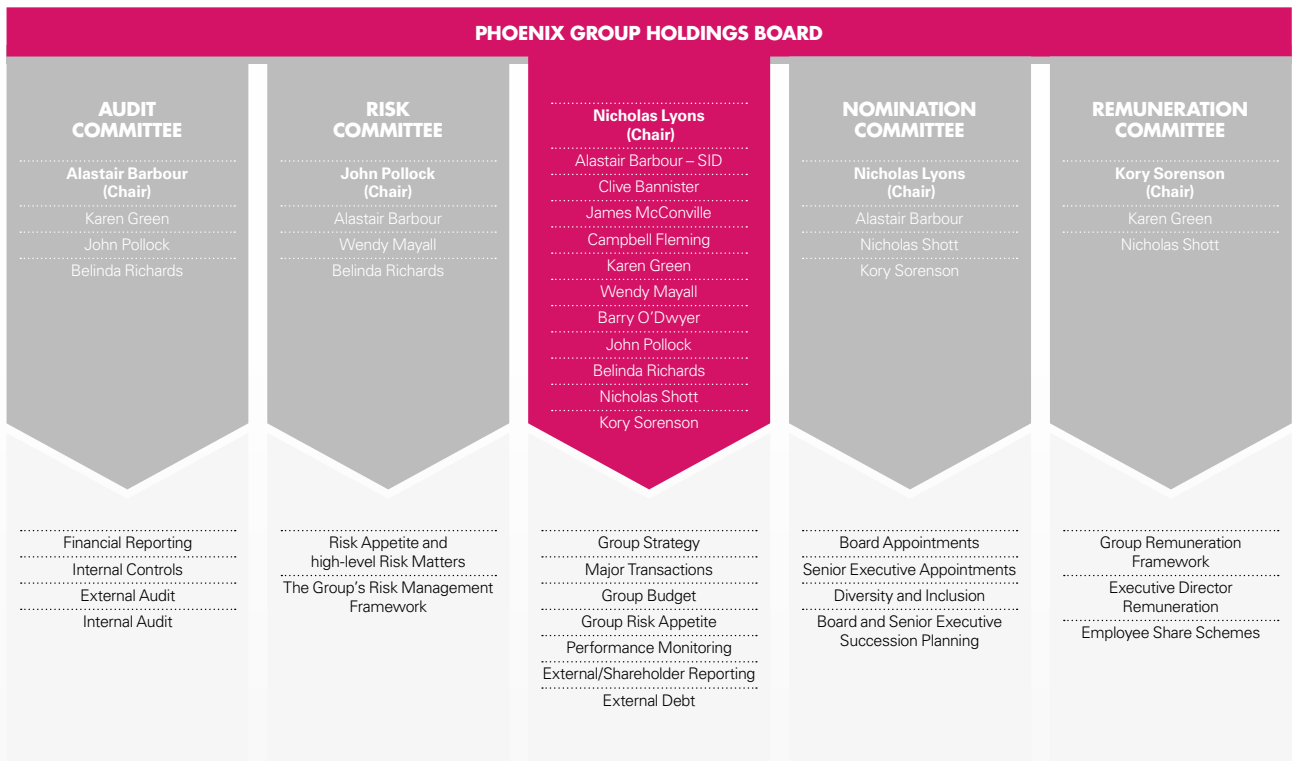 PHOENIX GROUP HOLDINGS BOARD
AUDIT
COMMITTEE
Alastair Barbour
(Chair)
Karen Green
John Pollock
Belinda Richards
Financial Reporting
Internal Controls
External Audit
Internal Audit
RISK
COMMITTEE
John Pollock
(Chair)
Alastair Barbour
Wendy Mayall
Belinda Richards
Risk Appetite and
high-level Risk Matters
The Group's Risk Management
Framework
Nicholas Lyons
(Chair)
Alastair Barbour – SID
Clive Bannister
James McConville
Campbell Fleming
Karen Green
Wendy Mayall
Barry O'Dwyer
John Pollock
Belinda Richards
Nicholas Shott
Kory Sorenson
Group Strategy
Major Transactions
Group Budget
Group Risk Appetite
Performance Monitoring
External/Shareholder Reporting
External Debt
NOMINATION
COMMITTEE
Nicholas Lyons
(Chair)
Alastair Barbour
Nicholas Shott
Kory Sorenson
Board Appointments
Senior Executive Appointments
Diversity and Inclusion
Board and Senior Executive
Succession Planning
REMUNERATION
COMMITTEE
Kory Sorenson
(Chair)
Karen Green
Nicholas Shott
Group Remuneration
Framework
Executive Director
Remuneration
Employee Share Schemes